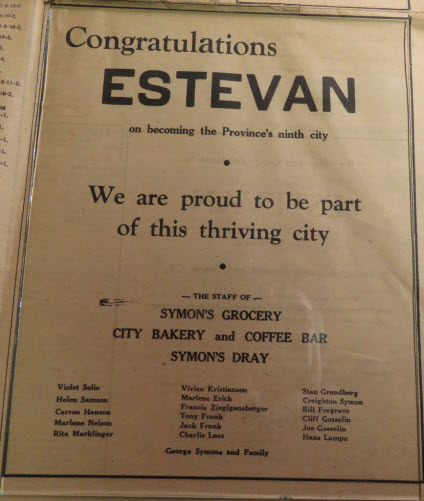 Congratulations
ESTEVAN
on becoming the Province's ninth city
We are proud to be part
of this thriving city
— THE STAFF OF —
SYMON'S GROCERY
CITY BAKERY and COFFEE BAR
SYMON'S DRAY
Violet Solie
Helen Samson
Carvon Hanson
Marlene Nelson
Rita Marhfinger
Vivian Kristianson
Marlene Erick
Francis Zieglgansberger
Tony Frank
Jack Frank
Charlie Lees
Stan Grandberg
Creighton Symon
Bill Forgrave
Cliff Gosselin
Joe Gosselin
Hans Lampe
George Symons and Family